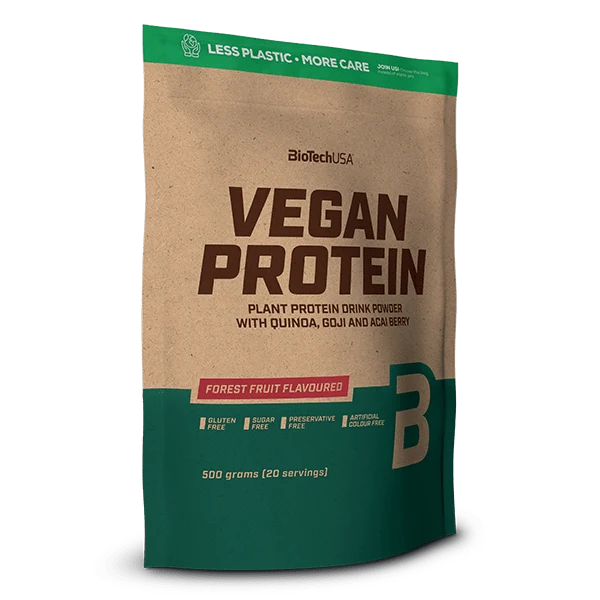 LESS PLASTIC • MORE CARE
JOIN US!
BioTechUSA
VEGAN
PROTEIN
PLANT PROTEIN DRINK POWDER
WITH QUINOA, GOJI AND ACAI BERRY
FOREST FRUIT FLAVOURED
GLUTEN FREE
SUGAR FREE
PRESERVATIVE FREE
ARTIFICIAL COLOUR FREE
B
500 grams (20 servings)